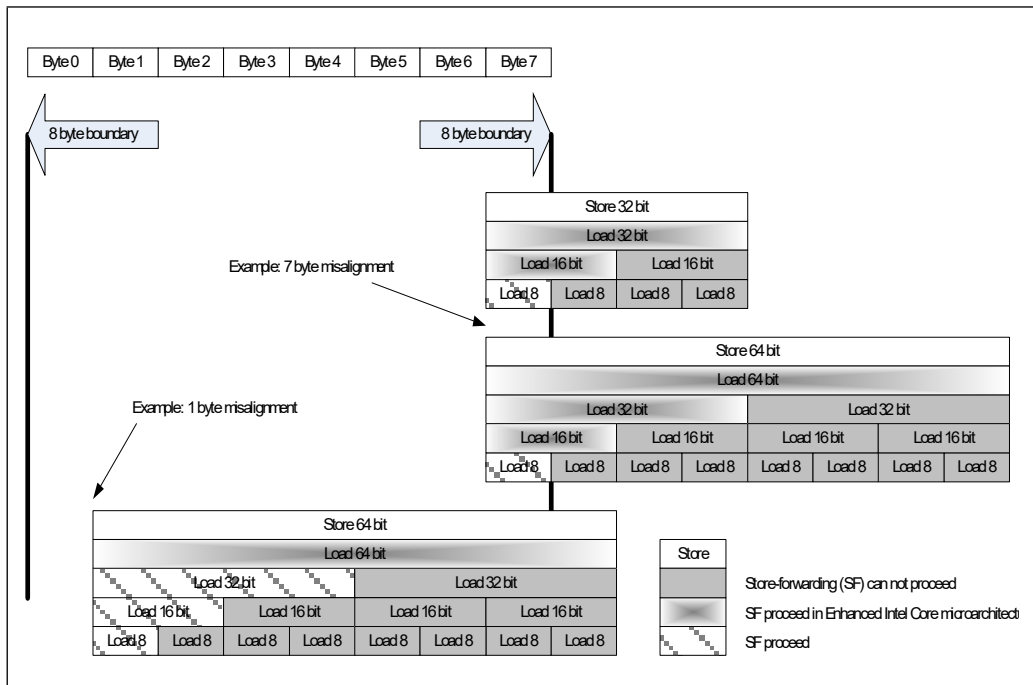 Byte 0 Byte 1 Byte 2 Byte 3 Byte 4 Byte 5 Byte 6 Byte 7
8 byte boundary 8 byte boundary
Store 32 bit
Load 32 bit
Example: 7 byte misalignment
Load 16 bit Load 16 bit
Load 8 Load 8 Load 8 Load 8
Store 64 bit
Load 64 bit
Example: 1 byte misalignment
Load 32 bit Load 32 bit
Load 16 bit Load 16 bit Load 16 bit Load 16 bit
Load 8 Load 8 Load 8 Load 8 Load 8 Load 8 Load 8 Load 8
Store 64 bit
Load 64 bit
Load 32 bit Load 32 bit
Load 16 bit Load 16 bit Load 16 bit Load 16 bit
Load 8 Load 8 Load 8 Load 8 Load 8 Load 8 Load 8 Load 8
Store
Store-forwarding (SF) can not proceed
SF proceed in Enhanced Intel Core microarchitectu
SF proceed